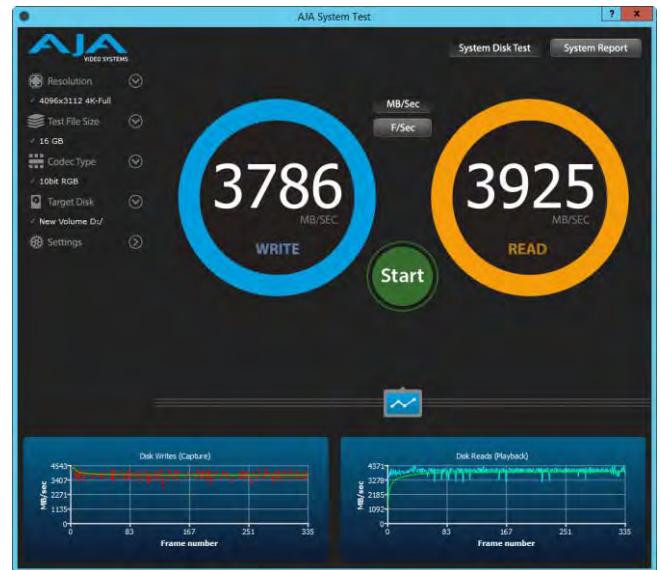 AJA System Test
? x
AJA
VIDEO SYSTEMS
System Disk Test
System Report
Resolution
✓ 4096x3112 4K-Full
Test File Size
✓ 16 GB
Codec Type
✓ 10bit RGB
Target Disk
✓ New Volume D:/
Settings
MB/Sec
F/Sec
3786
MB/SEC
WRITE
3925
MB/SEC
READ
Start
Disk Writes (Capture)
MB/sec
4543
3407
2271
1135
0
0 83 167 251 335
Frame number
Disk Reads (Playback)
MB/sec
4371
3278
2185
1092
0
0 83 167 251 335
Frame number